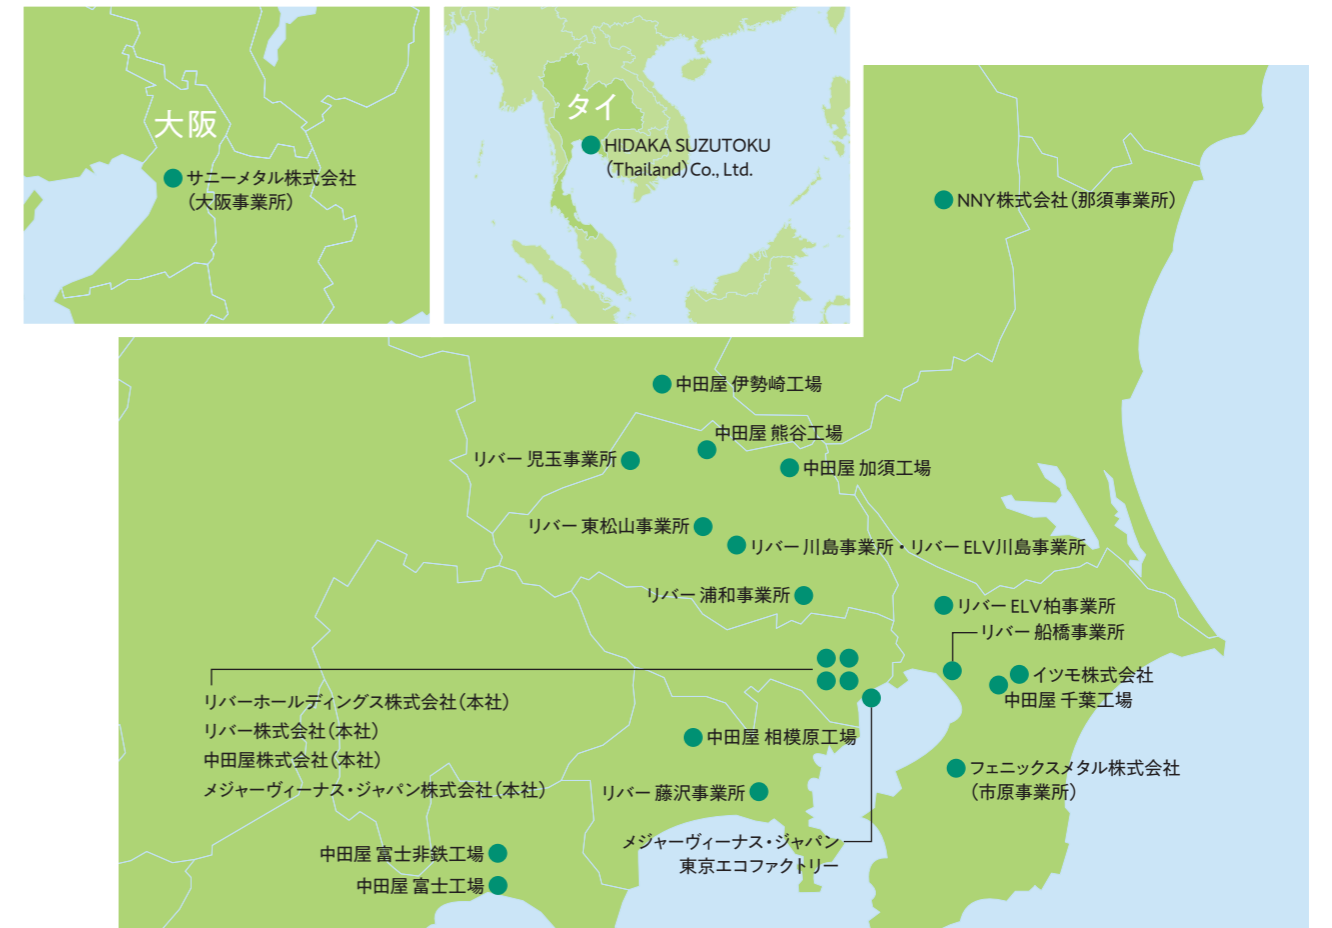 大阪
サニーメタル株式会社
（大阪事業所）
タイ
HIDAKA SUZUTOKU
（Thailand）Co., Ltd.
NNY株式会社（那須事業所）
中田屋 伊勢崎工場
中田屋 熊谷工場
リバー 児玉事業所
中田屋 加須工場
リバー 東松山事業所
リバー 川島事業所・リバー ELV川島事業所
リバー 浦和事業所
リバー ELV柏事業所
リバー 船橋事業所
イツモ株式会社
中田屋 千葉工場
リバーホールディングス株式会社（本社）
リバー株式会社（本社）
中田屋株式会社（本社）
メジャーヴィーナス・ジャパン株式会社（本社）
中田屋 相模原工場
フェニックスメタル株式会社
（市原事業所）
リバー 藤沢事業所
メジャーヴィーナス・ジャパン
東京エコファクトリー
中田屋 富士非鉄工場
中田屋 富士工場